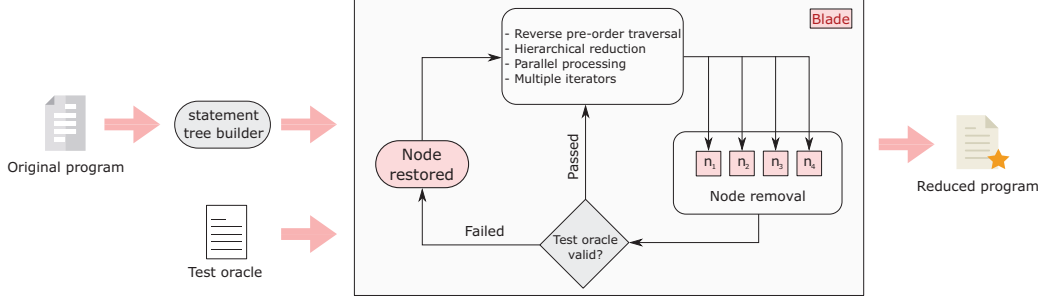 Blade
- Reverse pre-order traversal
- Hierarchical reduction
- Parallel processing
- Multiple iterators
statement
tree builder
Original program
Node
restored
Passed
n1 n2 n3 n4
Node removal
Reduced program
Test oracle
valid?
Failed
Test oracle